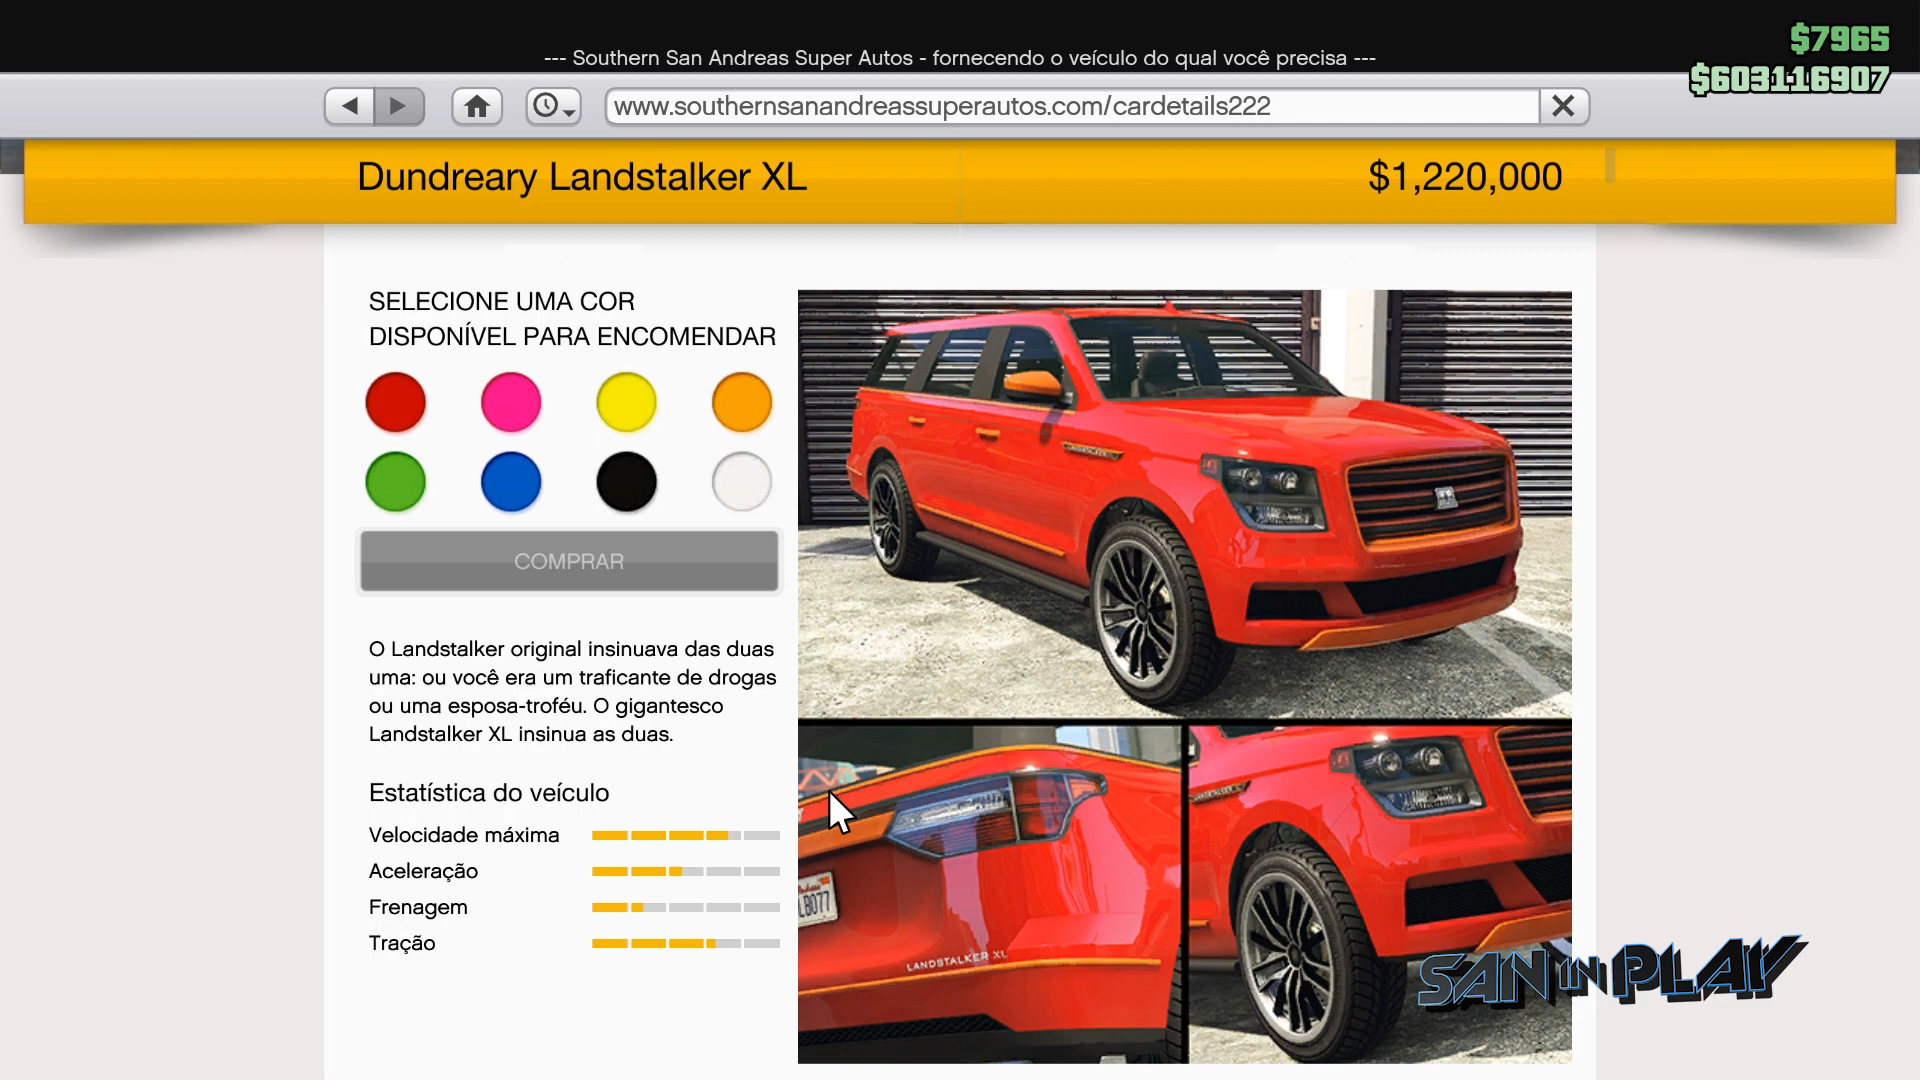 --- Southern San Andreas Super Autos - fornecendo o veículo do qual você precisa ---
$7965
$603116907
www.southernsanandreassuperautos.com/cardetails222
Dundreary Landstalker XL
$1,220,000
SELECIONE UMA COR
DISPONÍVEL PARA ENCOMENDAR
COMPRAR
O Landstalker original insinuava das duas
uma: ou você era um traficante de drogas
ou uma esposa-troféu. O gigantesco
Landstalker XL insinua as duas.
Estatística do veículo
Velocidade máxima
Aceleração
Frenagem
Tração
LANDSTALKER XL
SAN IN PLAY